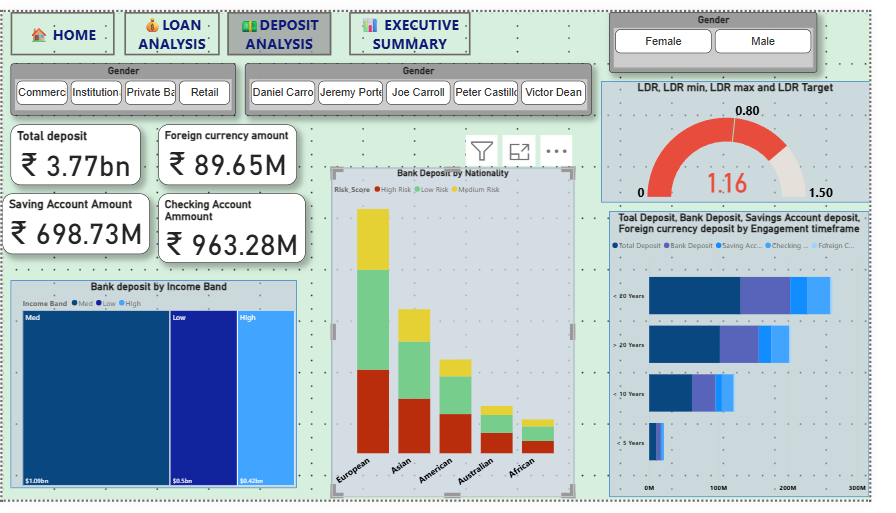 🏠 HOME
💰LOAN
ANALYSIS
💵DEPOSIT
ANALYSIS
📊 EXECUTIVE
SUMMARY
Gender
Female
Male
Gender
Commerc
Institution
Private Ba
Retail
Gender
Daniel Carro
Jeremy Porte
Joe Carroll
Peter Castillo
Victor Dean
Total deposit
₹ 3.77bn
Foreign currency amount
₹ 89.65M
Saving Account Amount
₹ 698.73M
Checking Account
Ammount
₹ 963.28M
LDR, LDR min, LDR max and LDR Target
0.80
0
1.16
1.50
Bank Deposit by Nationality
Risk_Score High Risk Low Risk Medium Risk
European
Asian
American
Australian
African
Bank deposit by Income Band
Income Band Med Low High
Med
Low
High
$1.09bn
$0.5bn
$0.42bn
Toal Deposit, Bank Deposit, Savings Account deposit,
Foreign currency deposit by Engagement timeframe
Total Deposit Bank Deposit Saving Acc... Checking ... Foreign C...
< 20 Years
> 20 Years
< 10 Years
< 5 Years
0M
100M
200M
300M